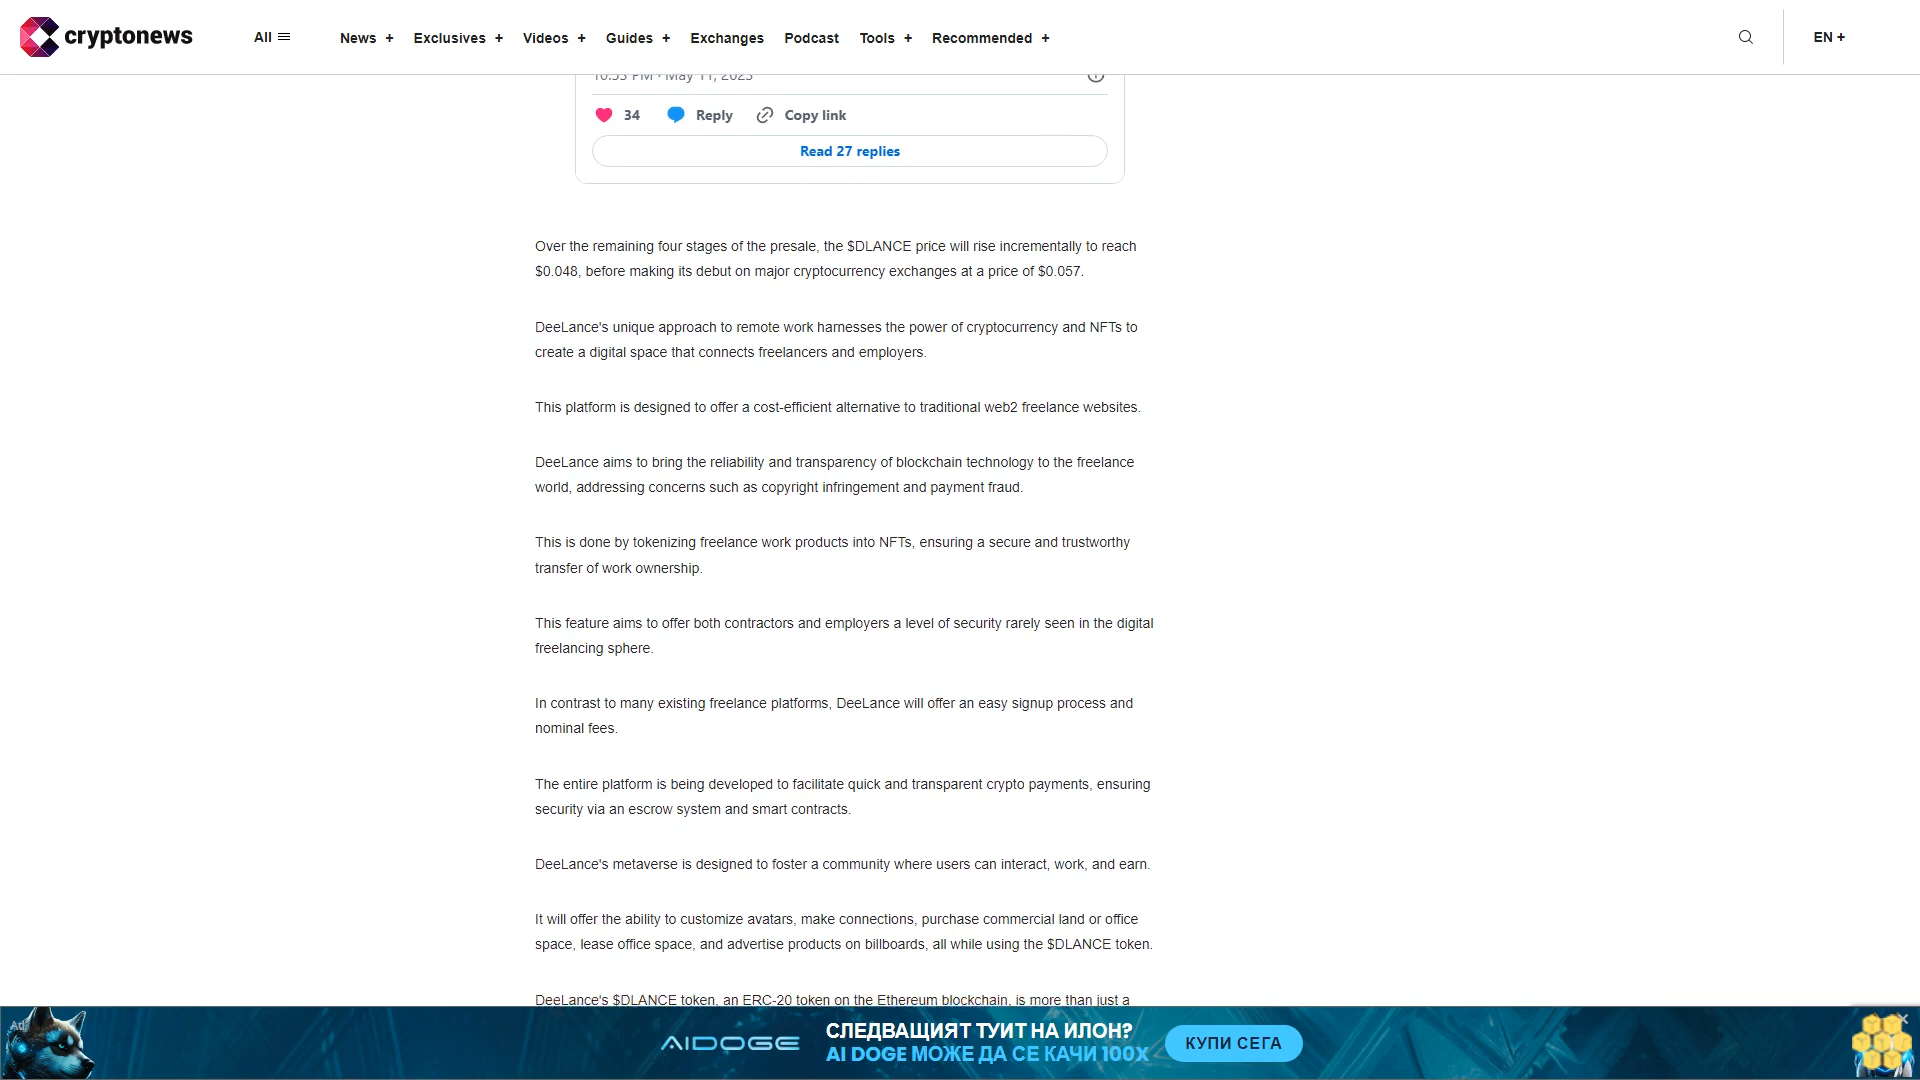 cryptonews
All
News +
Exclusives +
Videos +
Guides +
Exchanges
Podcast
Tools +
Recommended +
EN +
10:53 PM · May 11, 2023
34
Reply
Copy link
Read 27 replies
Over the remaining four stages of the presale, the $DLANCE price will rise incrementally to reach
$0.048, before making its debut on major cryptocurrency exchanges at a price of $0.057.
DeeLance's unique approach to remote work harnesses the power of cryptocurrency and NFTs to
create a digital space that connects freelancers and employers.
This platform is designed to offer a cost-efficient alternative to traditional web2 freelance websites.
DeeLance aims to bring the reliability and transparency of blockchain technology to the freelance
world, addressing concerns such as copyright infringement and payment fraud.
This is done by tokenizing freelance work products into NFTs, ensuring a secure and trustworthy
transfer of work ownership.
This feature aims to offer both contractors and employers a level of security rarely seen in the digital
freelancing sphere.
In contrast to many existing freelance platforms, DeeLance will offer an easy signup process and
nominal fees.
The entire platform is being developed to facilitate quick and transparent crypto payments, ensuring
security via an escrow system and smart contracts.
DeeLance's metaverse is designed to foster a community where users can interact, work, and earn.
It will offer the ability to customize avatars, make connections, purchase commercial land or office
space, lease office space, and advertise products on billboards, all while using the $DLANCE token.
DeeLance's $DLANCE token, an ERC-20 token on the Ethereum blockchain, is more than just a
Ad
AIDOGE
СЛЕДВАЩИЯТ ТУИТ НА ИЛОН?
AI DOGE МОЖЕ ДА СЕ КАЧИ 100X
КУПИ СЕГА